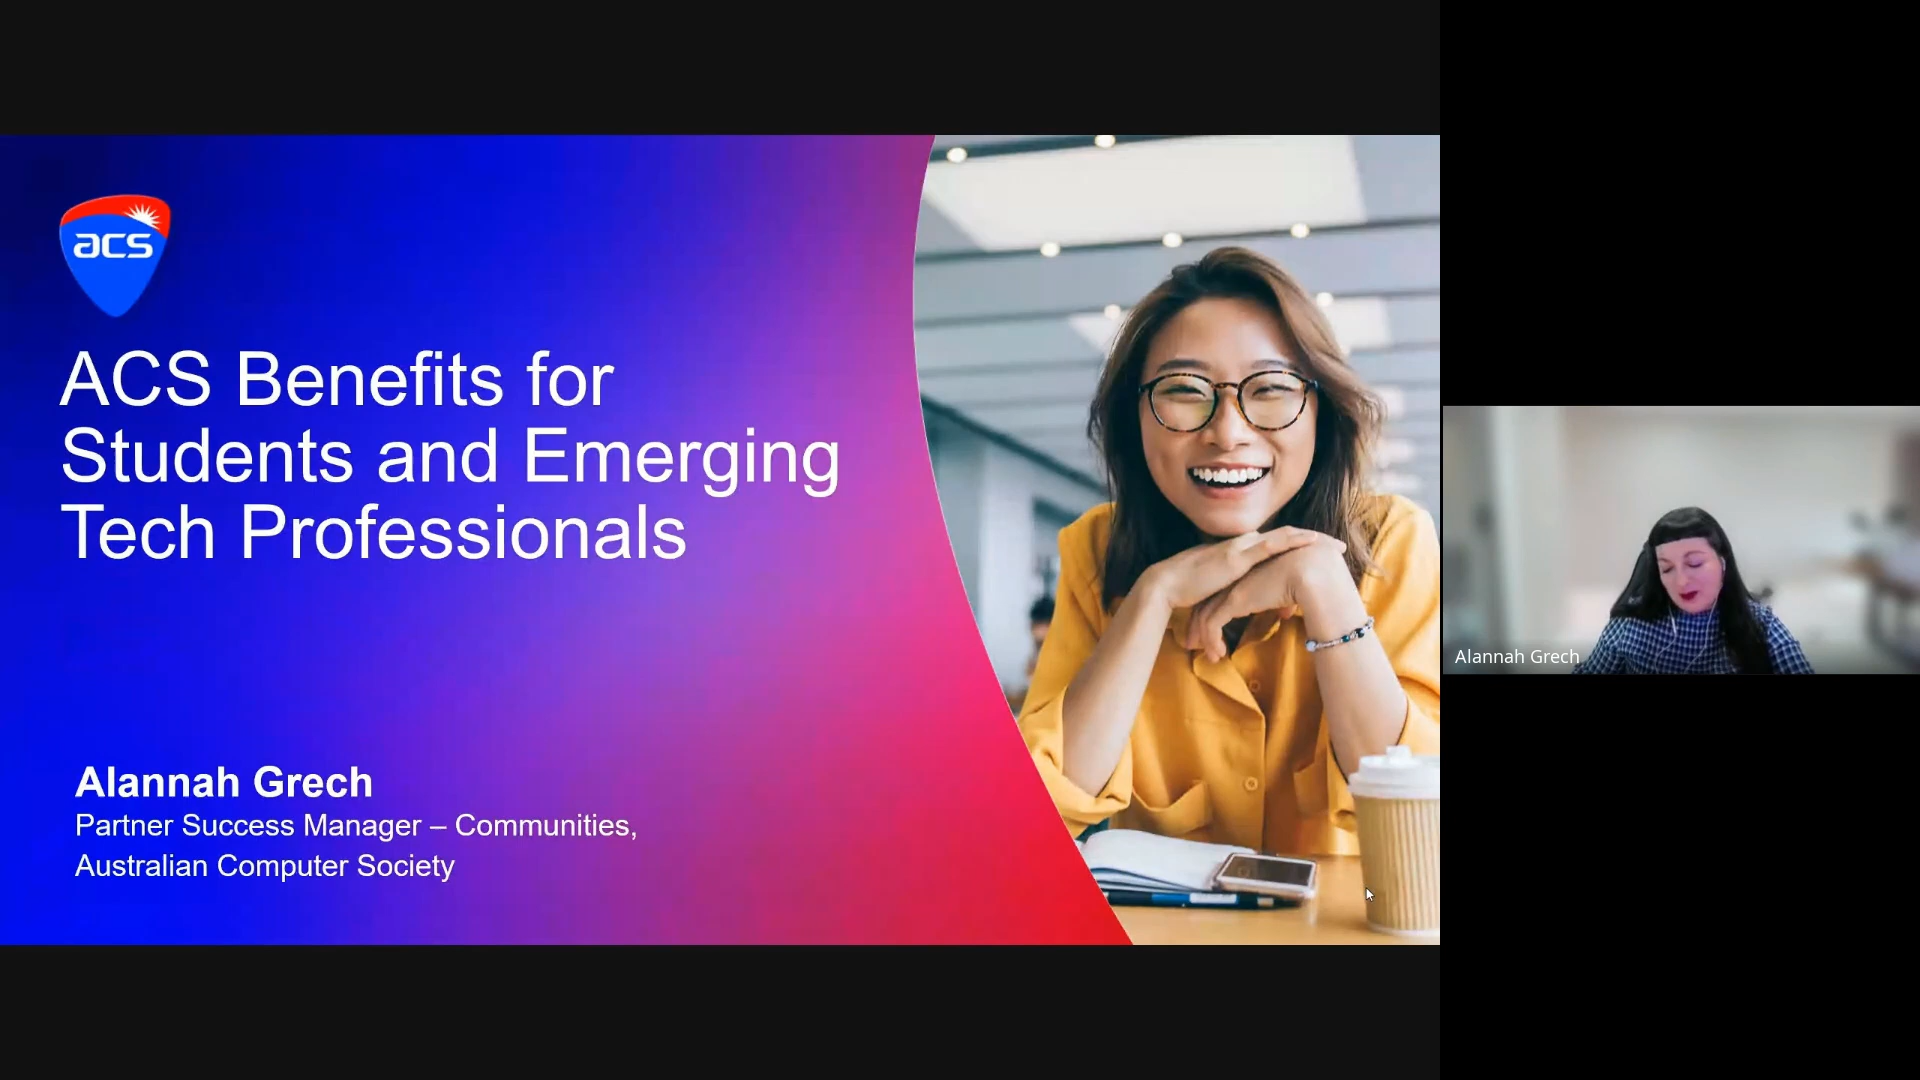 acs
ACS Benefits for
Students and Emerging
Tech Professionals
Alannah Grech
Partner Success Manager – Communities,
Australian Computer Society
Alannah Grech